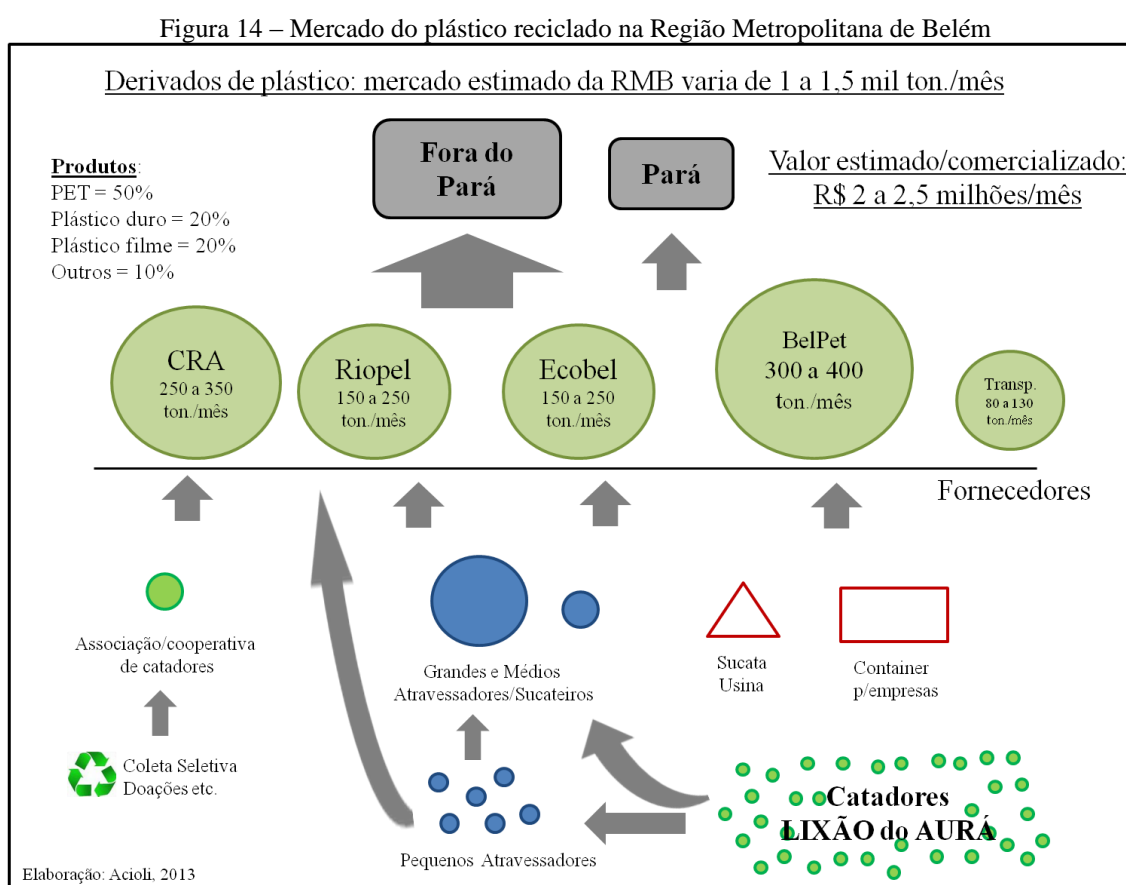 Figura 14 – Mercado do plástico reciclado na Região Metropolitana de Belém
Derivados de plástico: mercado estimado da RMB varia de 1 a 1,5 mil ton./mês
Produtos:
PET = 50%
Plástico duro = 20%
Plástico filme = 20%
Outros = 10%
Fora do
Pará
Pará
Valor estimado/comercializado:
R$ 2 a 2,5 milhões/mês
CRA
250 a 350
ton./mês
Riopel
150 a 250
ton./mês
Ecobel
150 a 250
ton./mês
BelPet
300 a 400
ton./mês
Transp.
80 a 130
ton./mês
Fornecedores
Associação/cooperativa
de catadores
Grandes e Médios
Atravessadores/Sucateiros
Sucata
Usina
Container
p/empresas
Coleta Seletiva
Doações etc.
Pequenos Atravessadores
Catadores
LIXÃO do AURÁ
Elaboração: Acioli, 2013